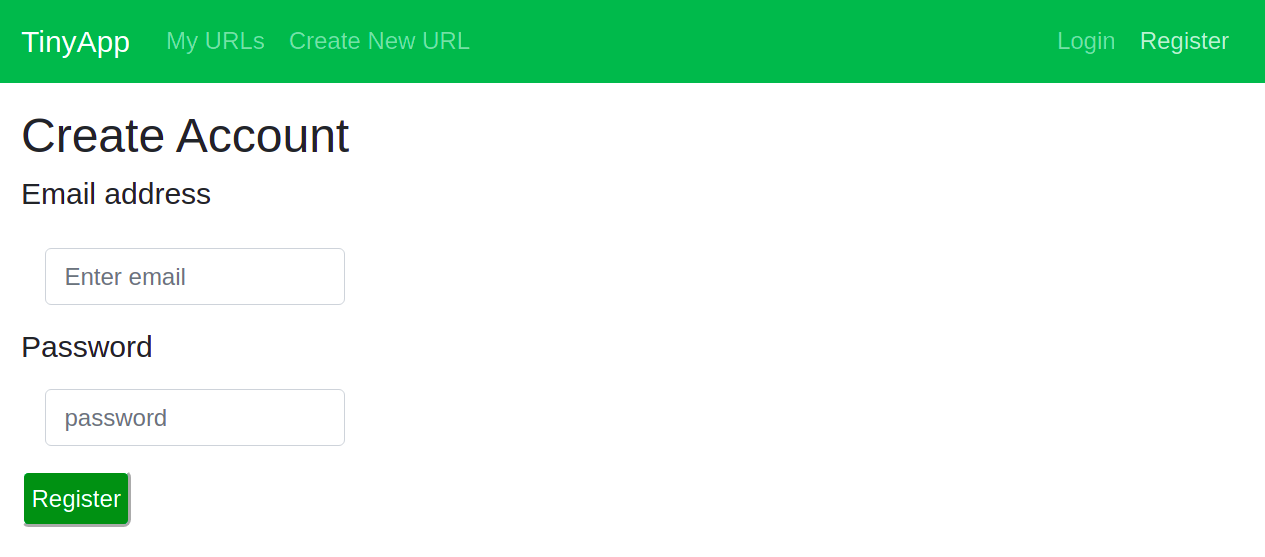 TinyApp My URLs Create New URL Login Register
Create Account
Email address
Enter email
Password
password
Register